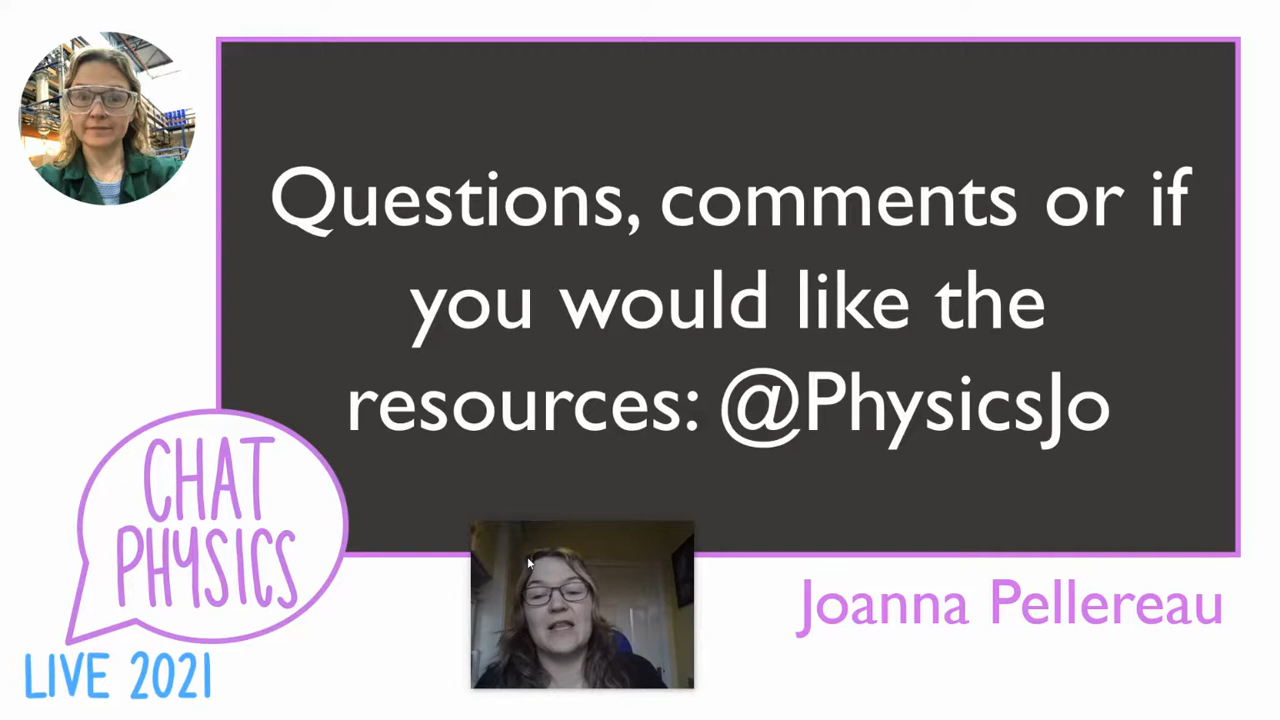 Questions, comments or if
you would like the
resources: @PhysicsJo
CHAT
PHYSICS
LIVE 2021
Joanna Pellereau